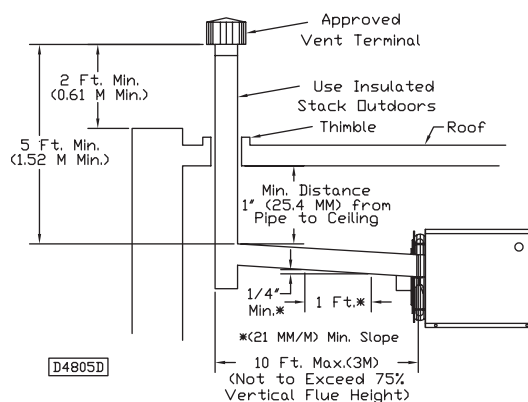 Approved
Vent Terminal
2 Ft. Min.
(0.61 M Min.)
Use Insulated
Stack Outdoors
Thimble
Roof
5 Ft. Min.
(1.52 M Min.)
Min. Distance
1" (25.4 MM) from
Pipe to Ceiling
1/4"
Min.*
1 Ft.*
*(21 MM/M) Min. Slope
10 Ft. Max.(3M)
(Not to Exceed 75%
Vertical Flue Height)
D4805D